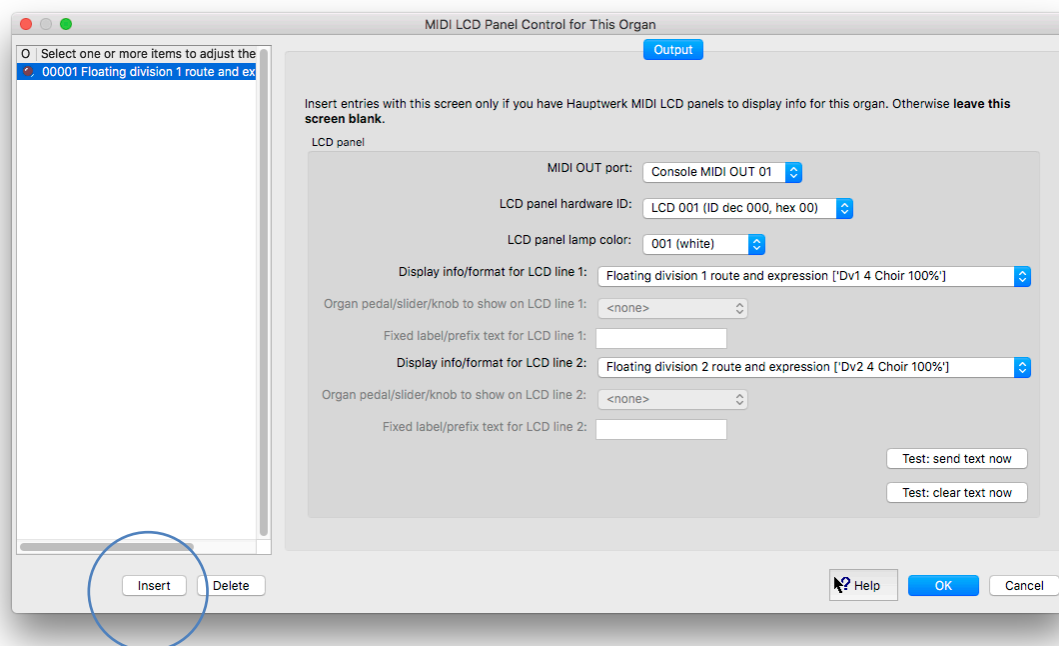 MIDI LCD Panel Control for This Organ
O Select one or more items to adjust the
00001 Floating division 1 route and ex
Output
Insert entries with this screen only if you have Hauptwerk MIDI LCD panels to display info for this organ. Otherwise leave this
screen blank.
LCD panel
MIDI OUT port: Console MIDI OUT 01
LCD panel hardware ID: LCD 001 (ID dec 000, hex 00)
LCD panel lamp color: 001 (white)
Display info/format for LCD line 1: Floating division 1 route and expression ['Dv1 4 Choir 100%']
Organ pedal/slider/knob to show on LCD line 1: <none>
Fixed label/prefix text for LCD line 1:
Display info/format for LCD line 2: Floating division 2 route and expression ['Dv2 4 Choir 100%']
Organ pedal/slider/knob to show on LCD line 2: <none>
Fixed label/prefix text for LCD line 2:
Test: send text now
Test: clear text now
Insert Delete ? Help OK Cancel